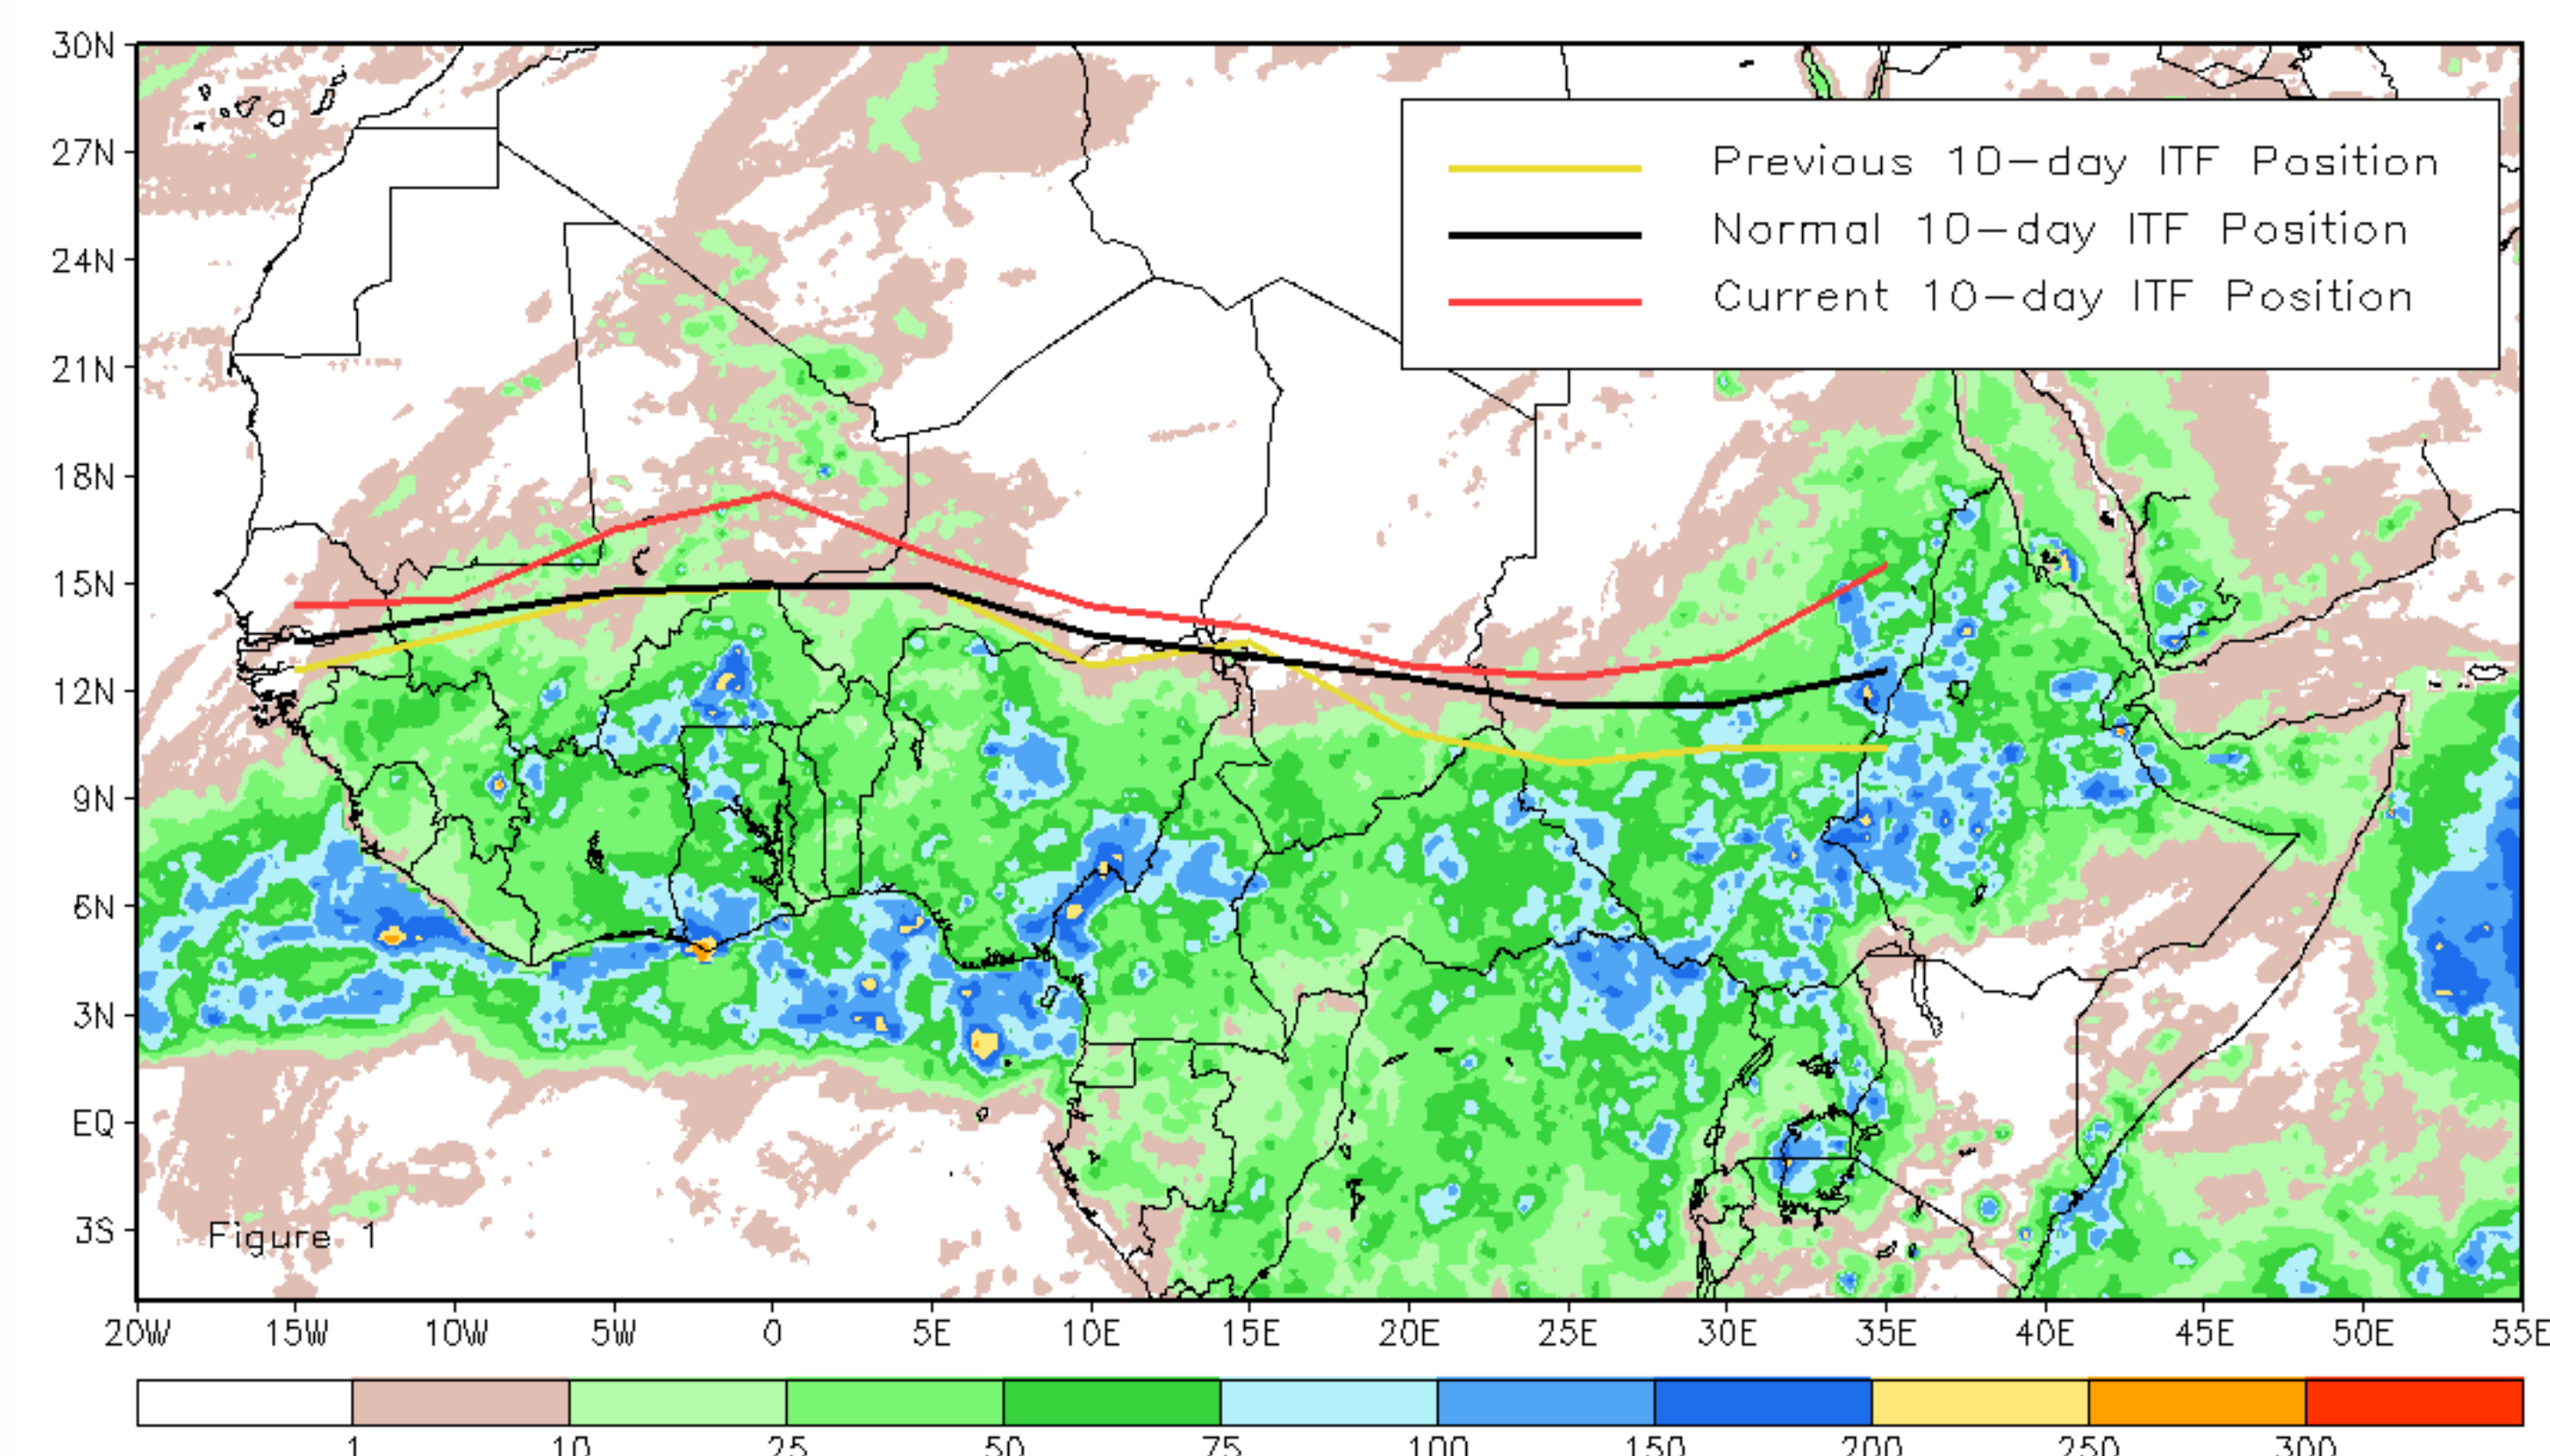 30N
27N
24N
21N
18N
15N
12N
9N
6N
3N
EQ
3S
Previous 10-day ITF Position
Normal 10-day ITF Position
Current 10-day ITF Position
Figure 1
20W 15W 10W 5W 0 5E 10E 15E 20E 25E 30E 35E 40E 45E 50E 55E
1 10 25 50 75 100 150 200 250 300